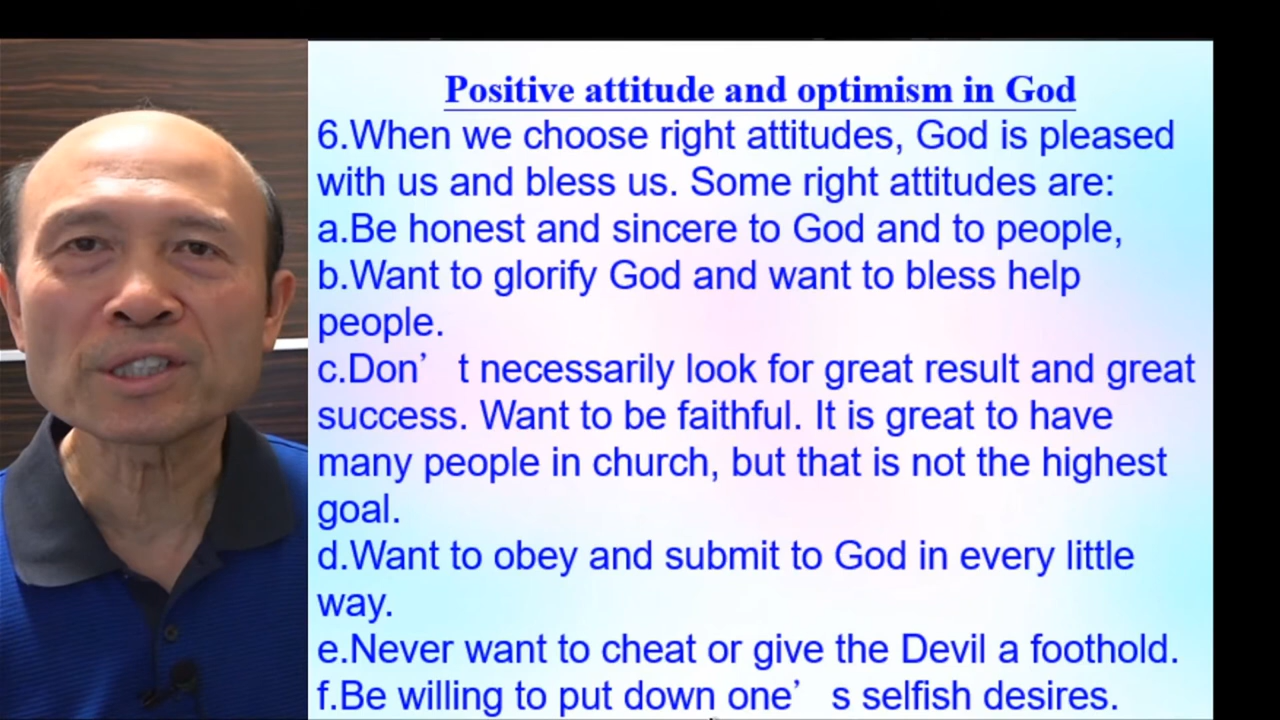 Positive attitude and optimism in God
6.When we choose right attitudes, God is pleased
with us and bless us. Some right attitudes are:
a.Be honest and sincere to God and to people,
b.Want to glorify God and want to bless help
people.
c.Don’ t necessarily look for great result and great
success. Want to be faithful. It is great to have
many people in church, but that is not the highest
goal.
d.Want to obey and submit to God in every little
way.
e.Never want to cheat or give the Devil a foothold.
f.Be willing to put down one’ s selfish desires.